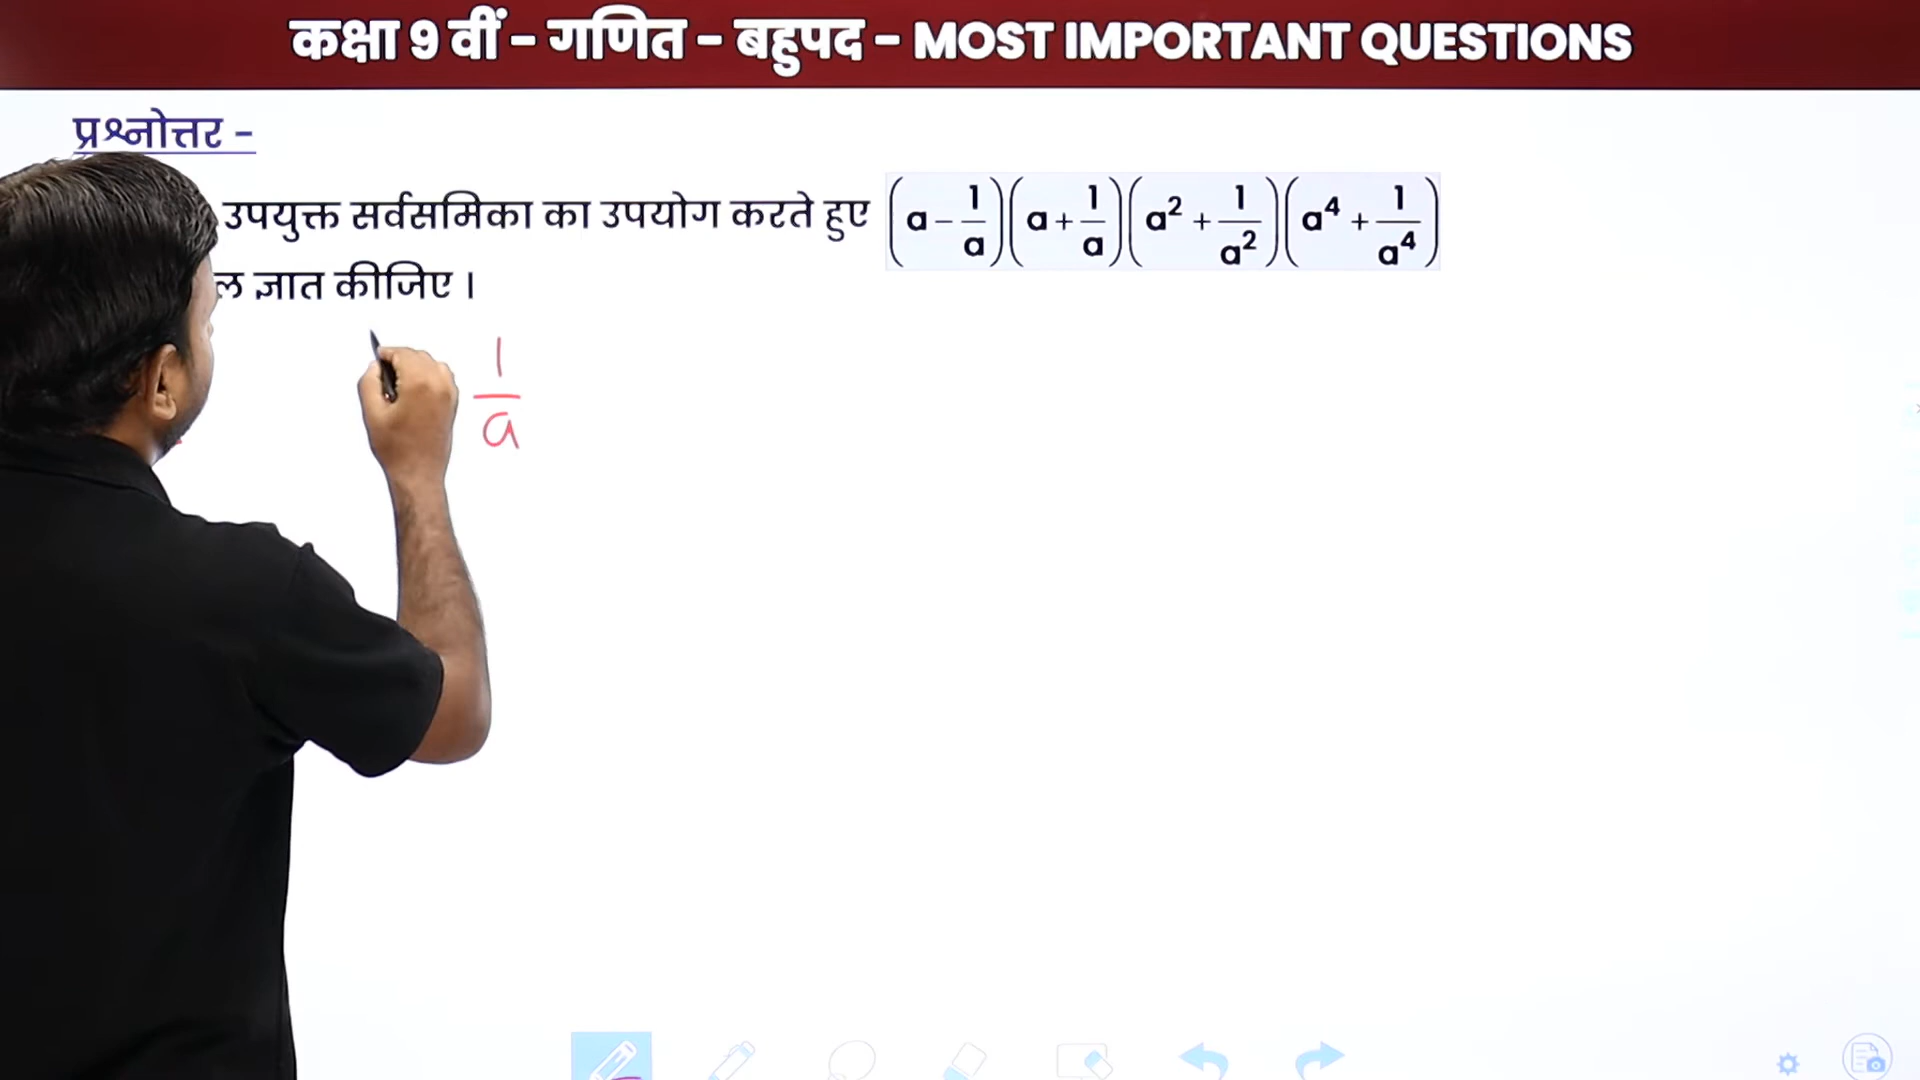 कक्षा 9 वीं – गणित – बहुपद – MOST IMPORTANT QUESTIONS
प्रश्नोत्तर –
उपयुक्त सर्वसमिका का उपयोग करते हुए (a – 1/a)(a + 1/a)(a² + 1/a²)(a⁴ + 1/a⁴)
ज्ञात कीजिए ।
1/a